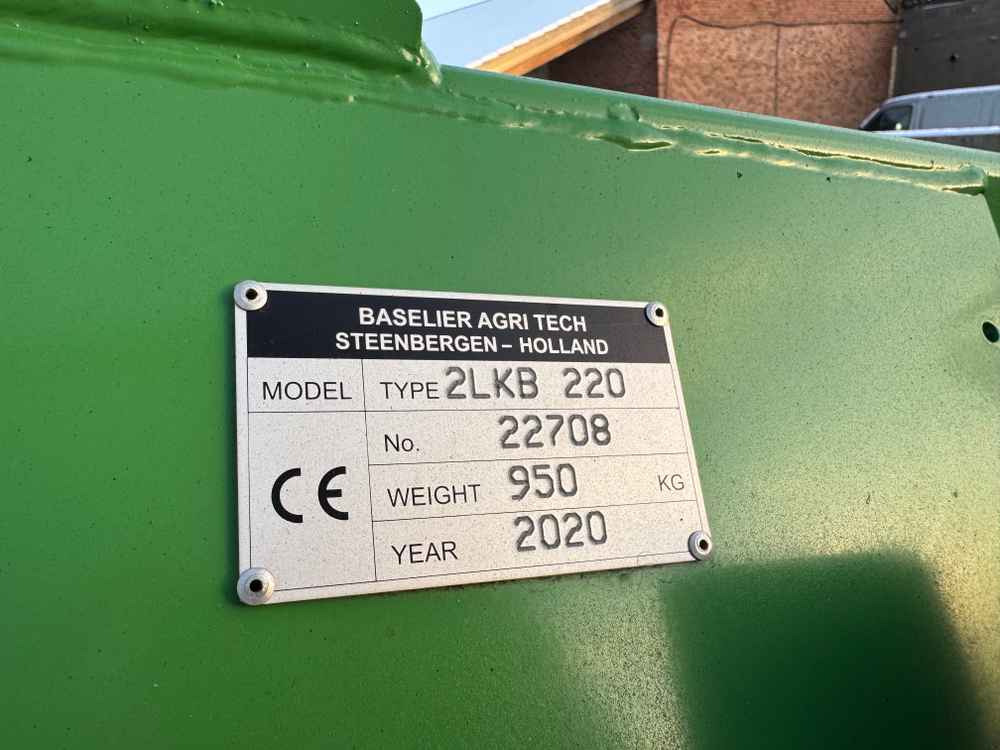 BASELIER AGRI TECH
STEENBERGEN – HOLLAND
MODEL TYPE 2LKB 220
No. 22708
CE
WEIGHT 950 KG
YEAR 2020